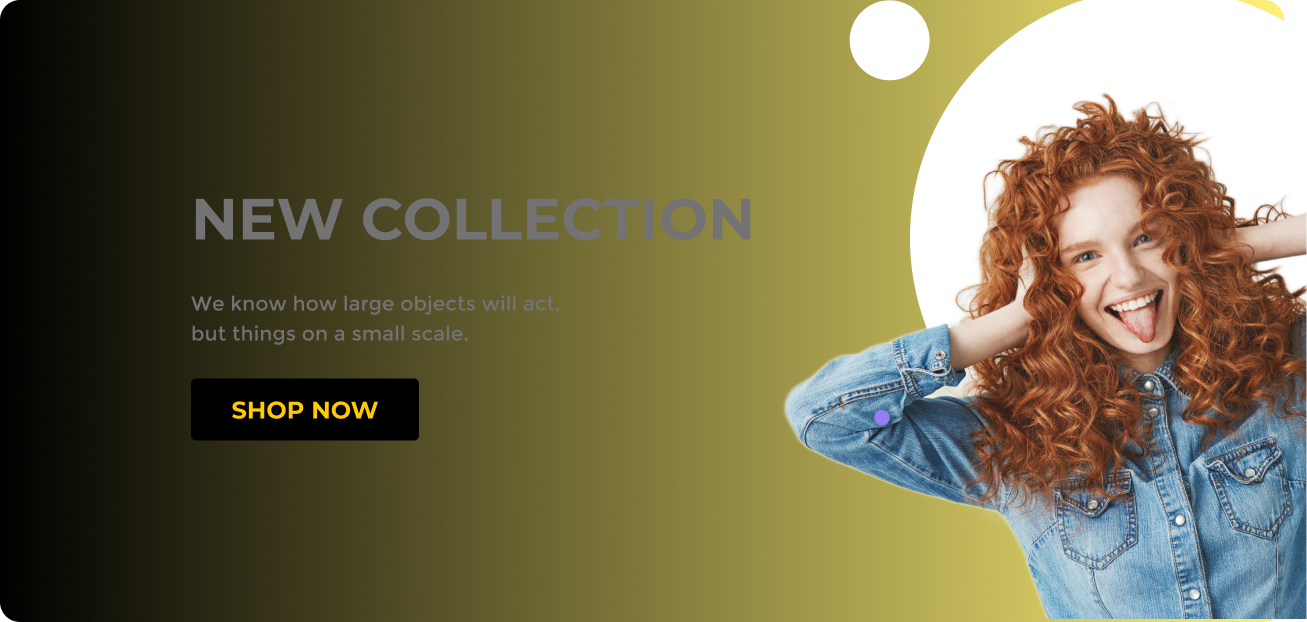 NEW COLLECTION
We know how large objects will act,
but things on a small scale.
SHOP NOW